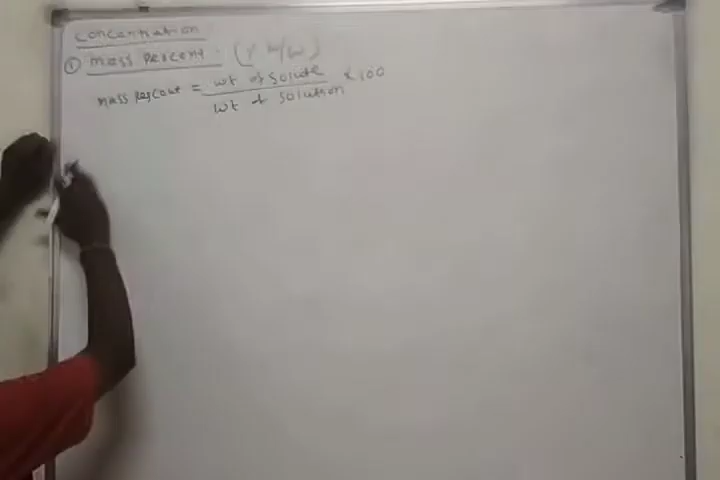 Concentration
① mass percent. (% w/w)
mass percent = wt of solute × 100
wt of solution